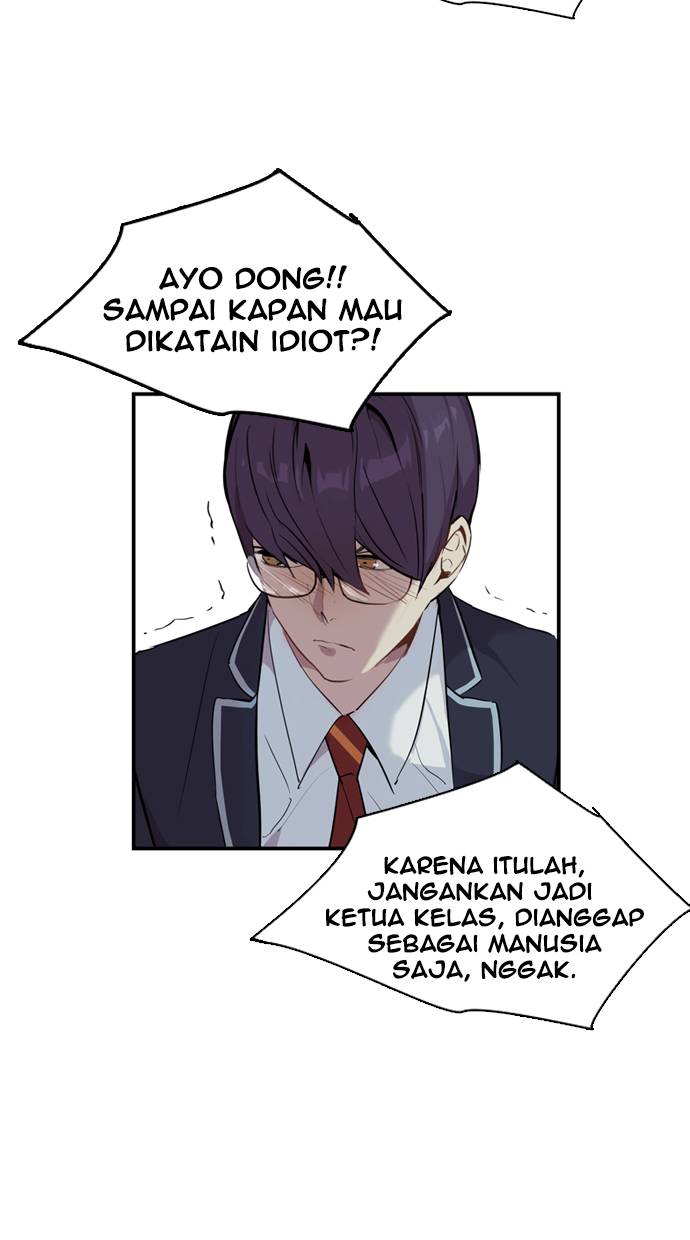 AYO DONG!!
SAMPAI KAPAN MAU
DIKATAIN IDIOT?!
KARENA ITULAH,
JANGANKAN JADI
KETUA KELAS, DIANGGAP
SEBAGAI MANUSIA
SAJA, NGGAK.